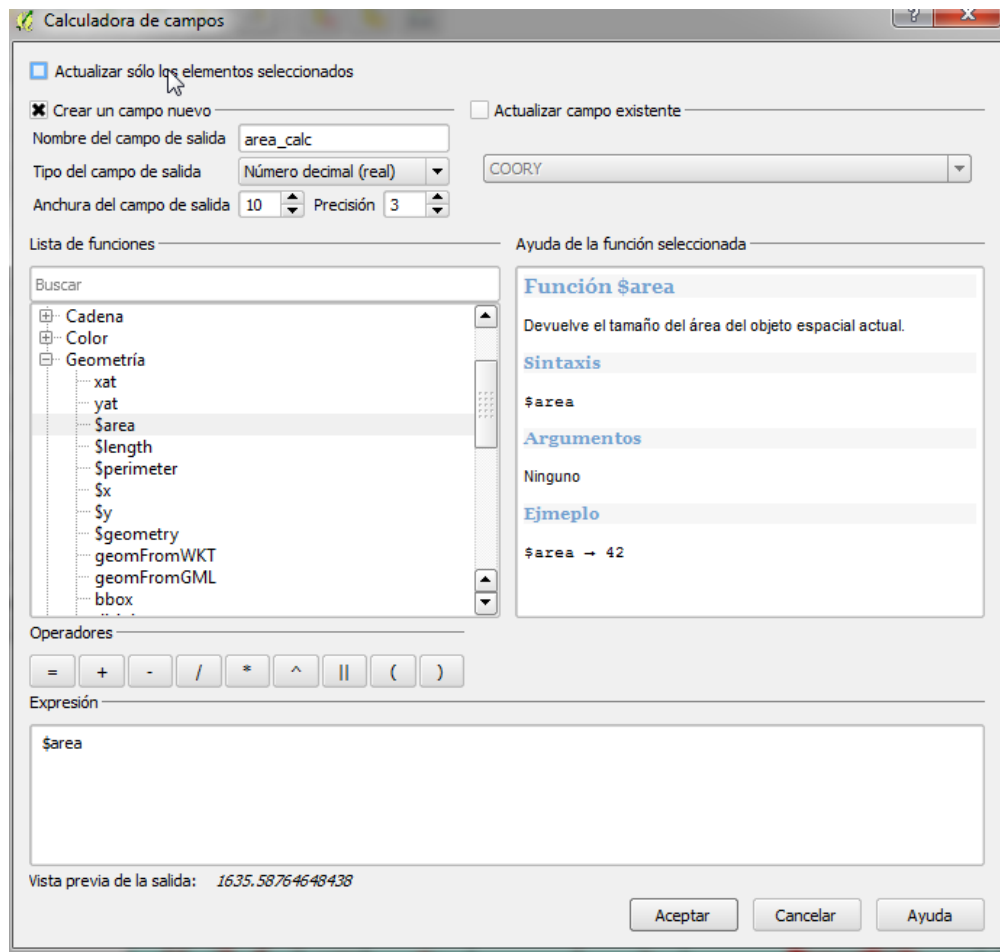 Calculadora de campos
?
Actualizar sólo los elementos seleccionados
Crear un campo nuevo
Nombre del campo de salida area_calc
Tipo del campo de salida Número decimal (real)
Anchura del campo de salida 10 Precisión 3
Actualizar campo existente
COORY
Lista de funciones
Buscar
Cadena
Color
Geometría
xat
yat
$area
$length
$perimeter
$x
$y
$geometry
geomFromWKT
geomFromGML
bbox
Ayuda de la función seleccionada
Función $area
Devuelve el tamaño del área del objeto espacial actual.
Sintaxis
$area
Argumentos
Ninguno
Ejmeplo
$area → 42
Operadores
= + - / * ^ || ( )
Expresión
$area
Vista previa de la salida: 1635.58764648438
Aceptar Cancelar Ayuda